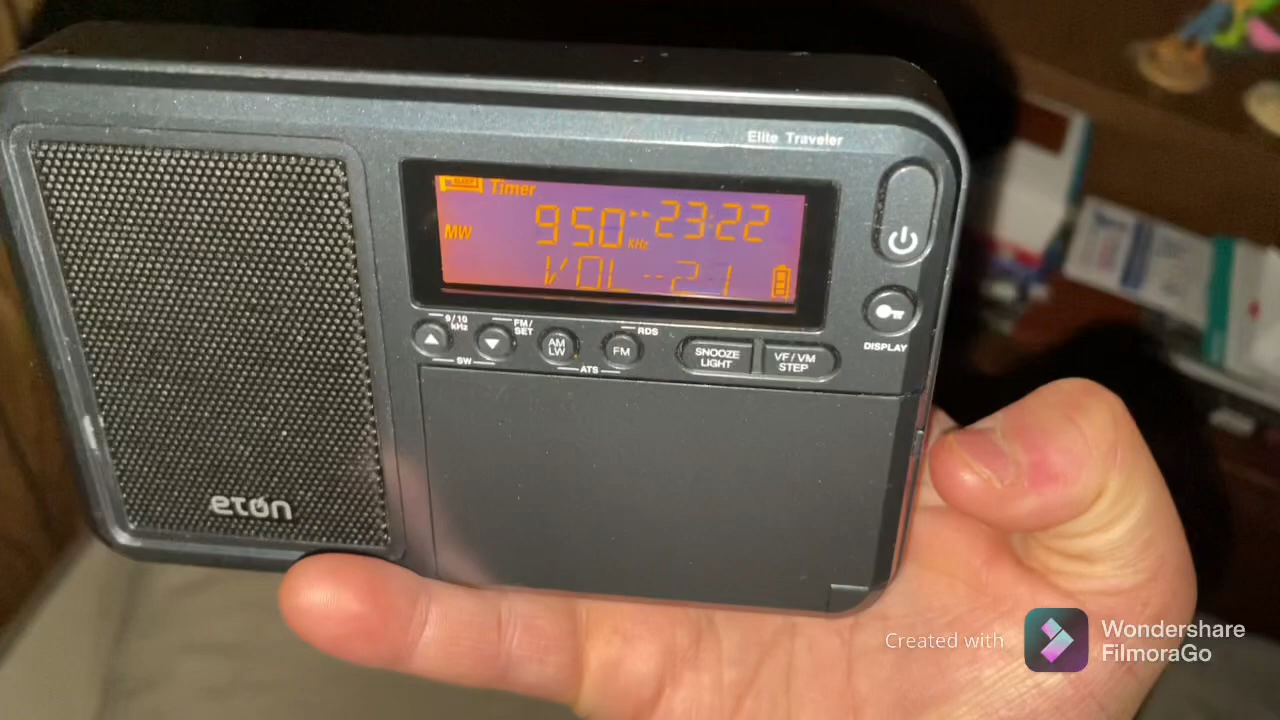 Elite Traveler
SLEEP Timer
MW 950 KHz 23:22
VOL--21
9/10 kHz
FM/ SET
AM LW
FM
RDS
SW
ATS
SNOOZE LIGHT
VF/VM STEP
DISPLAY
etón
Created with
Wondershare
FilmoraGo